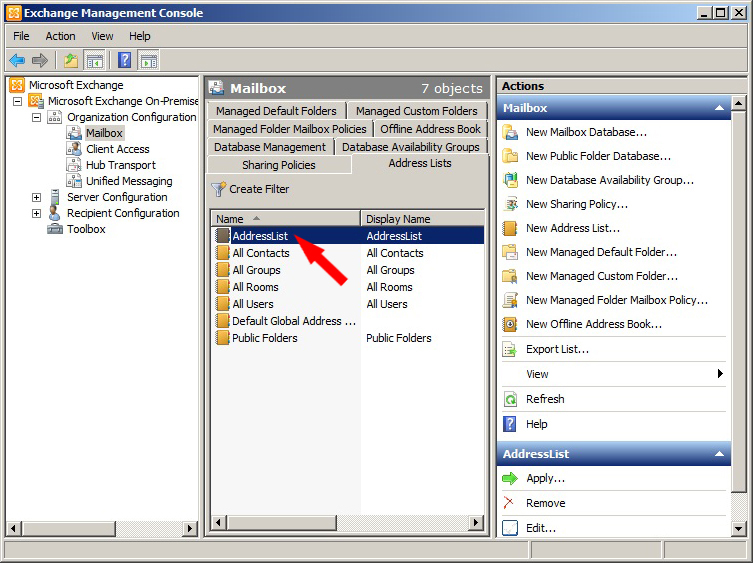 Exchange Management Console
File Action View Help
Microsoft Exchange
Microsoft Exchange On-Premise
Organization Configuration
Mailbox
Client Access
Hub Transport
Unified Messaging
Server Configuration
Recipient Configuration
Toolbox
Mailbox 7 objects
Managed Default Folders Managed Custom Folders
Managed Folder Mailbox Policies Offline Address Book
Database Management Database Availability Groups
Sharing Policies Address Lists
Create Filter
Name Display Name
AddressList AddressList
All Contacts All Contacts
All Groups All Groups
All Rooms All Rooms
All Users All Users
Default Global Address ...
Public Folders Public Folders
Actions
Mailbox
New Mailbox Database...
New Public Folder Database...
New Database Availability Group...
New Sharing Policy...
New Address List...
New Managed Default Folder...
New Managed Custom Folder...
New Managed Folder Mailbox Policy...
New Offline Address Book...
Export List...
View
Refresh
Help
AddressList
Apply...
Remove
Edit...